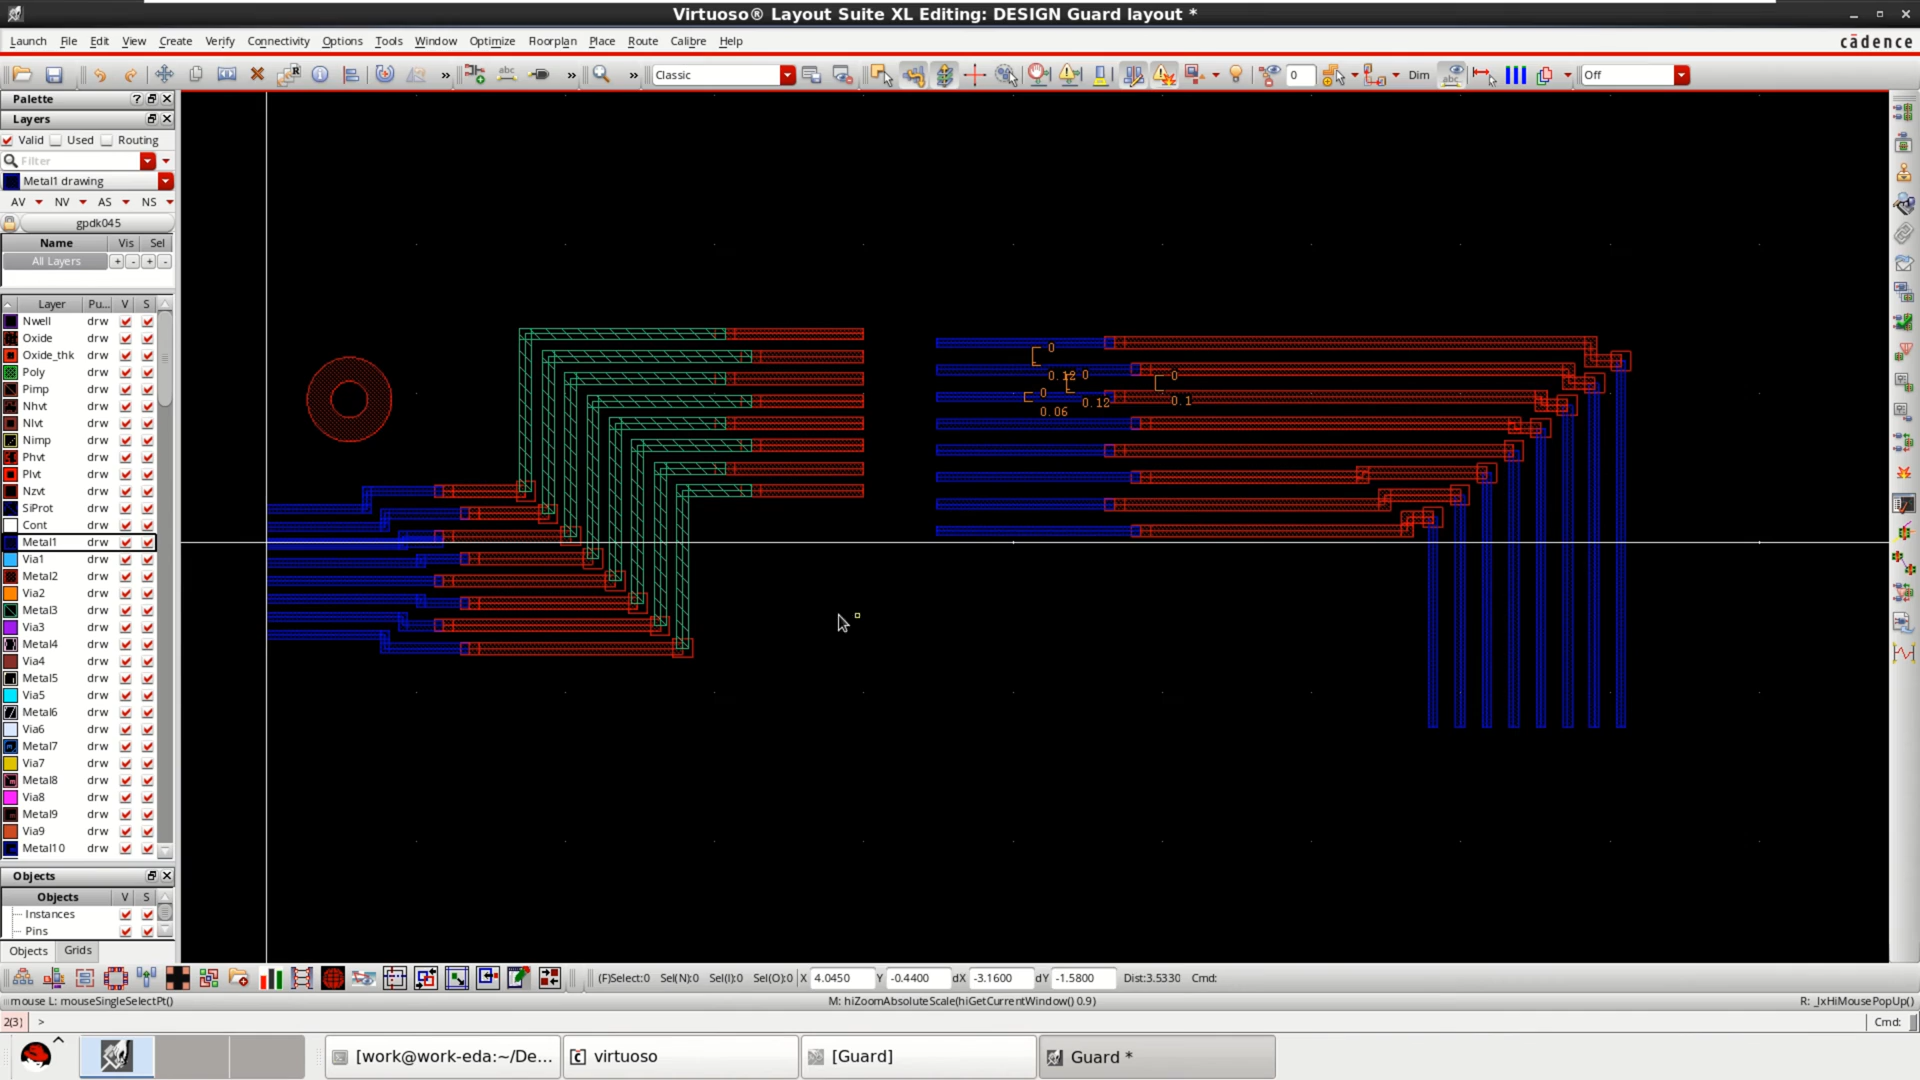 Virtuoso® Layout Suite XL Editing: DESIGN Guard layout *
Launch File Edit View Create Verify Connectivity Options Tools Window Optimize Floorplan Place Route Calibre Help
cādence
» » » Classic 0 Dim abc Off
Palette ?
Layers
Valid Used Routing
Filter
Metal1 drawing
AV NV AS NS
gpdk045
Name Vis Sel
All Layers + - + -
Layer Pu... V S
Nwell drw
Oxide drw
Oxide_thk drw
Poly drw
Pimp drw
Nhvt drw
Nlvt drw
Nimp drw
Phvt drw
Plvt drw
Nzvt drw
SiProt drw
Cont drw
Metal1 drw
Via1 drw
Metal2 drw
Via2 drw
Metal3 drw
Via3 drw
Metal4 drw
Via4 drw
Metal5 drw
Via5 drw
Metal6 drw
Via6 drw
Metal7 drw
Via7 drw
Metal8 drw
Via8 drw
Metal9 drw
Via9 drw
Metal10 drw
Objects
Objects V S
Instances
Pins
Objects Grids
0
0.12 0
0
0.1
0
0.12
0.06
(F)Select:0 Sel(N):0 Sel(I):0 Sel(O):0 X 4.0450 Y -0.4400 dX -3.1600 dY -1.5800 Dist:3.5330 Cmd:
mouse L: mouseSingleSelectPt() M: hiZoomAbsoluteScale(hiGetCurrentWindow() 0.9) R: _lxHiMousePopUp()
2(3) > Cmd:
[work@work-eda:~/De... virtuoso [Guard] Guard *